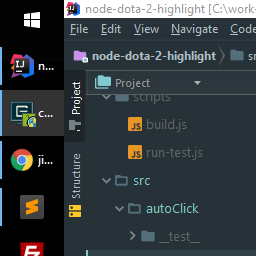 node-dota-2-highlight [C:\work-
File Edit View Navigate
node-dota-2-highlight
Project
scripts
build.js
run-test.js
src
autoClick
__test__
Project
Structure
IJ
n...
c...
ji...